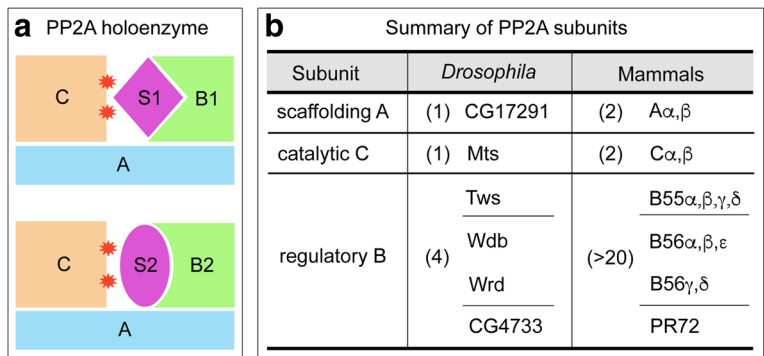 a PP2A holoenzyme
C S1 B1
A
C S2 B2
A
b Summary of PP2A subunits
Subunit Drosophila Mammals
scaffolding A (1) CG17291 (2) Aα,β
catalytic C (1) Mts (2) Cα,β
regulatory B (4) (>20)
Tws B55α,β,γ,δ
Wdb B56α,β,ε
Wrd B56γ,δ
CG4733 PR72